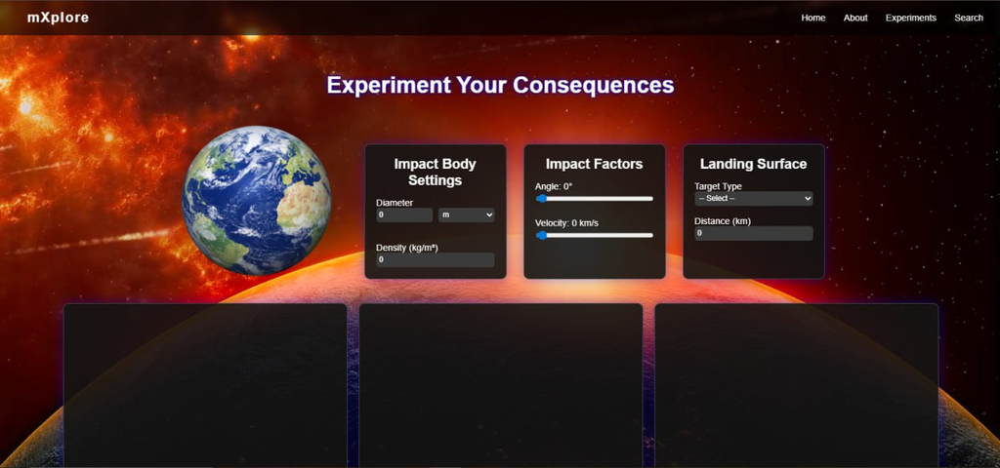 mXplore
Home About Experiments Search
Experiment Your Consequences
Impact Body
Settings
Diameter
0 m
Density (kg/m³)
0
Impact Factors
Angle: 0°
Velocity: 0 km/s
Landing Surface
Target Type
-- Select --
Distance (km)
0